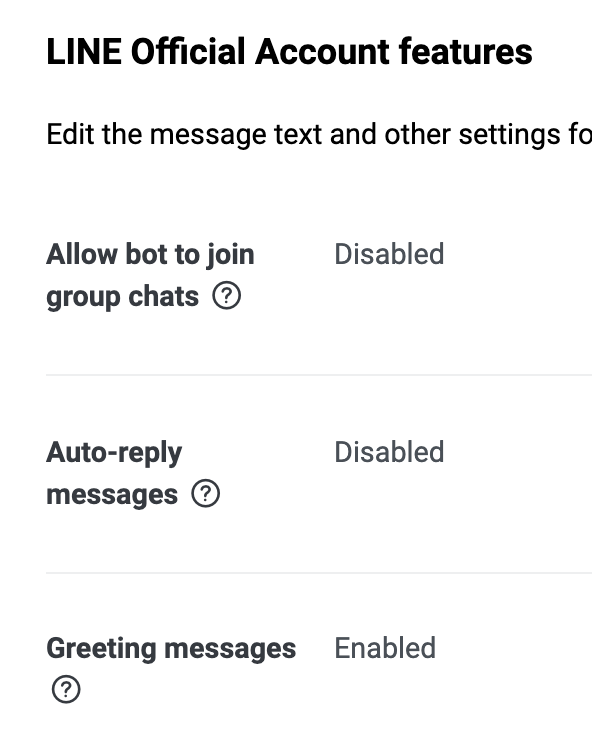 LINE Official Account features
Edit the message text and other settings fo
Allow bot to join
group chats ?
Disabled
Auto-reply
messages ?
Disabled
Greeting messages
?
Enabled